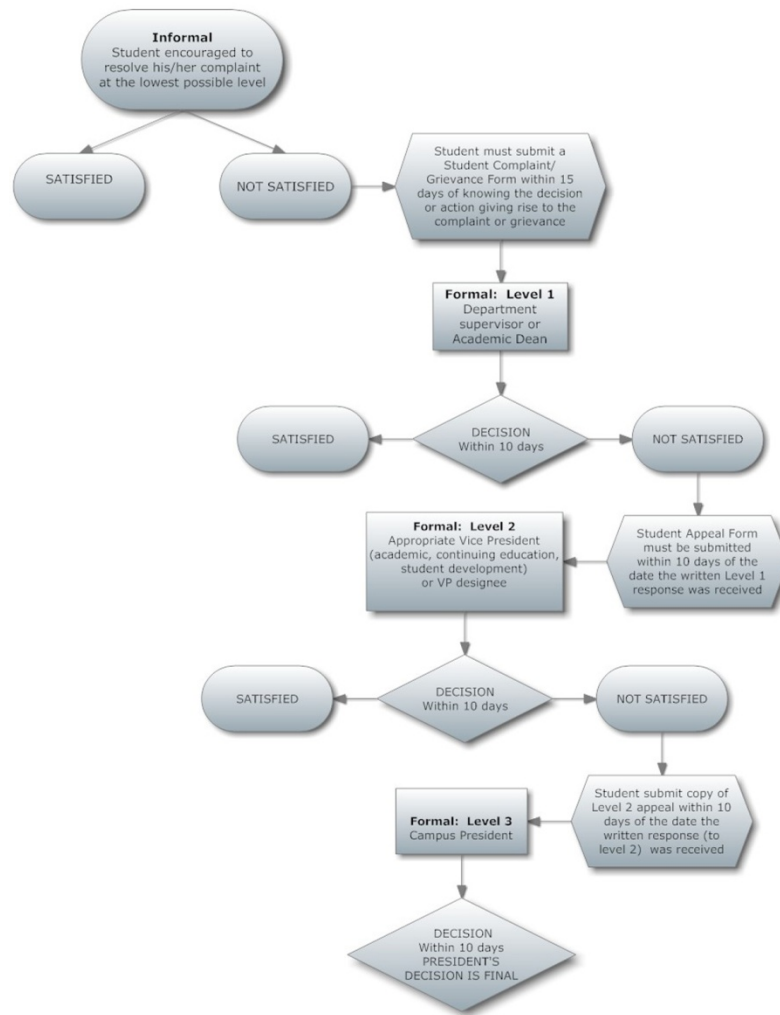 Informal
Student encouraged to
resolve his/her complaint
at the lowest possible level
SATISFIED
NOT SATISFIED
Student must submit a
Student Complaint/
Grievance Form within 15
days of knowing the decision
or action giving rise to the
complaint or grievance
Formal: Level 1
Department
supervisor or
Academic Dean
SATISFIED
DECISION
Within 10 days
NOT SATISFIED
Formal: Level 2
Appropriate Vice President
(academic, continuing education,
student development)
or VP designee
Student Appeal Form
must be submitted
within 10 days of the
date the written Level 1
response was received
SATISFIED
DECISION
Within 10 days
NOT SATISFIED
Formal: Level 3
Campus President
Student submit copy of
Level 2 appeal within 10
days of the date the
written response (to
level 2) was received
DECISION
Within 10 days
PRESIDENT'S
DECISION IS FINAL